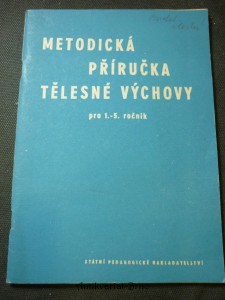 METODICKÁ
PŘÍRUČKA
TĚLESNÉ VÝCHOVY
pro 1.-5. ročník
STÁTNÍ PEDAGOGICKÉ NAKLADATELSTVÍ